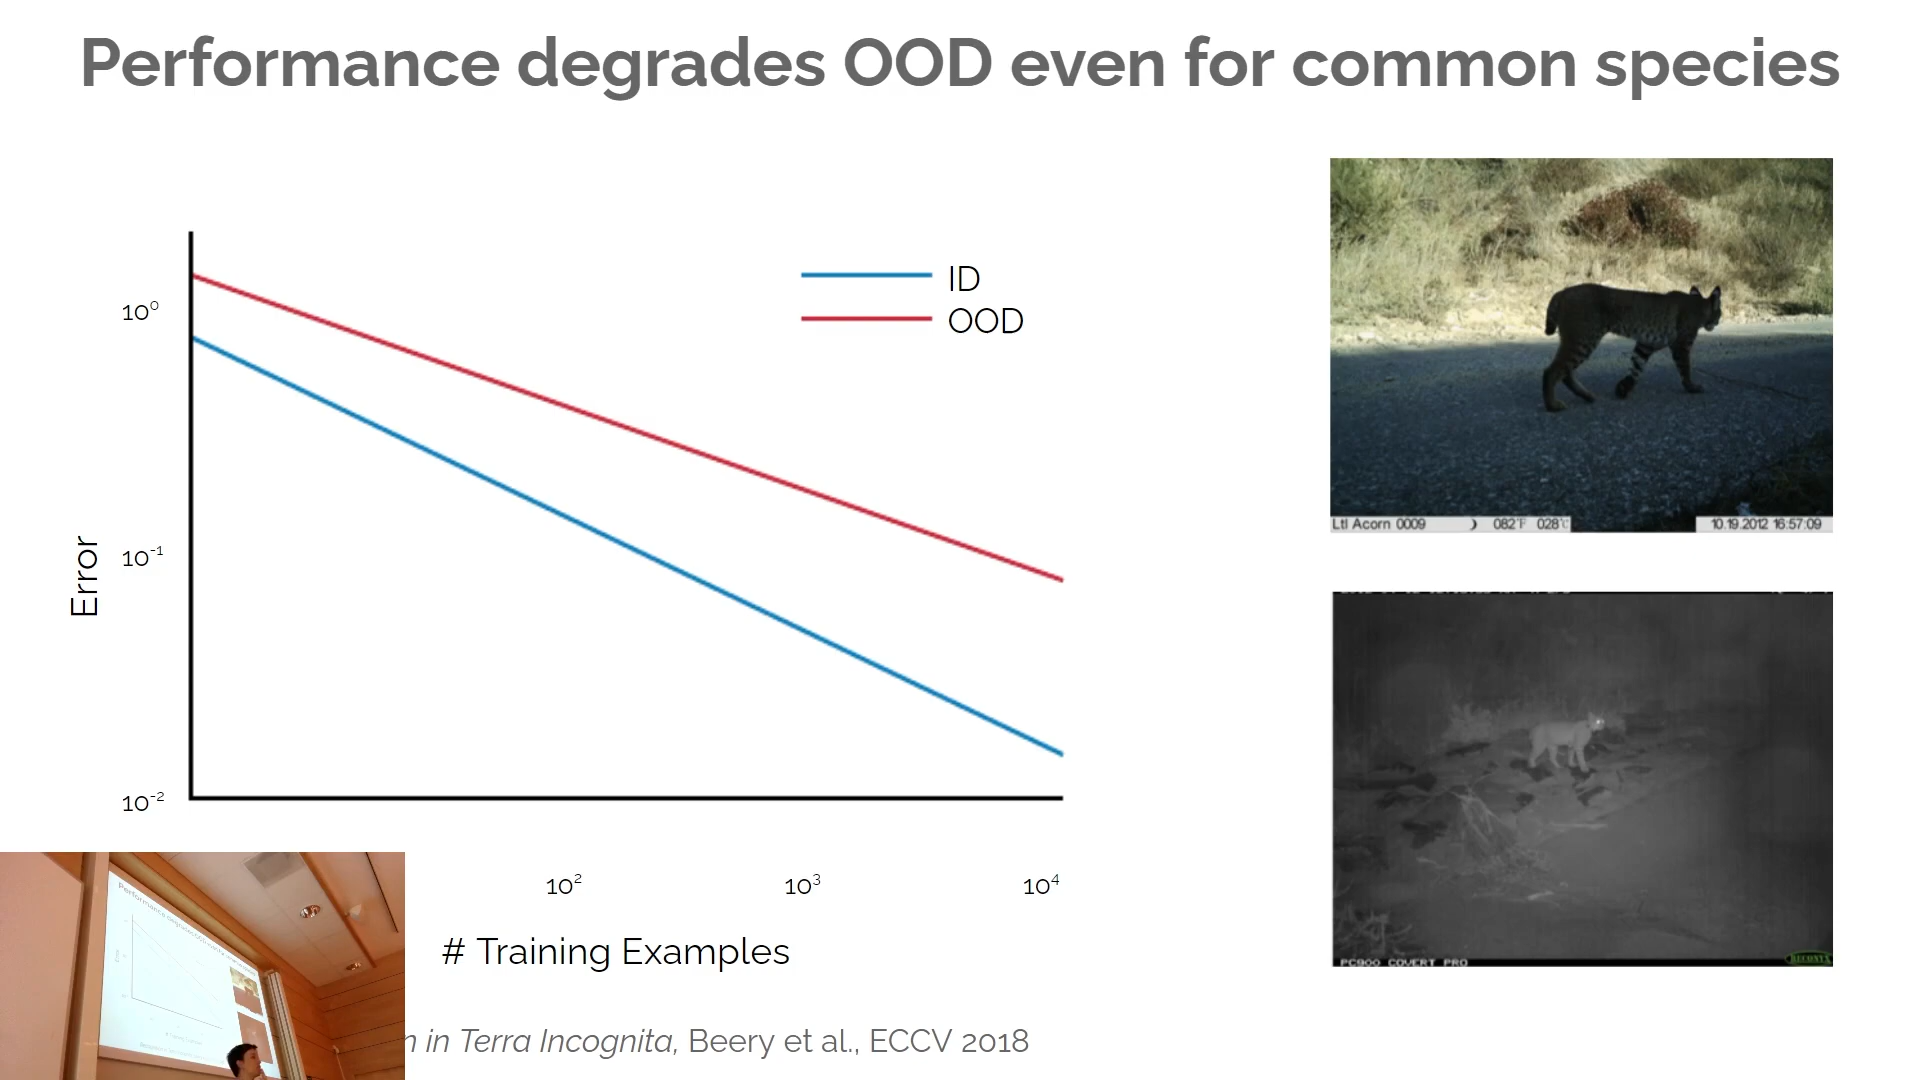 Performance degrades OOD even for common species
ID
OOD
10⁰
10⁻¹
10⁻²
Error
10²
10³
10⁴
# Training Examples
n in Terra Incognita, Beery et al., ECCV 2018
Ltl Acorn 0009 082°F 028°C 10.19.2012 16:57:09
PC900 COVERT PRO
RECONYX